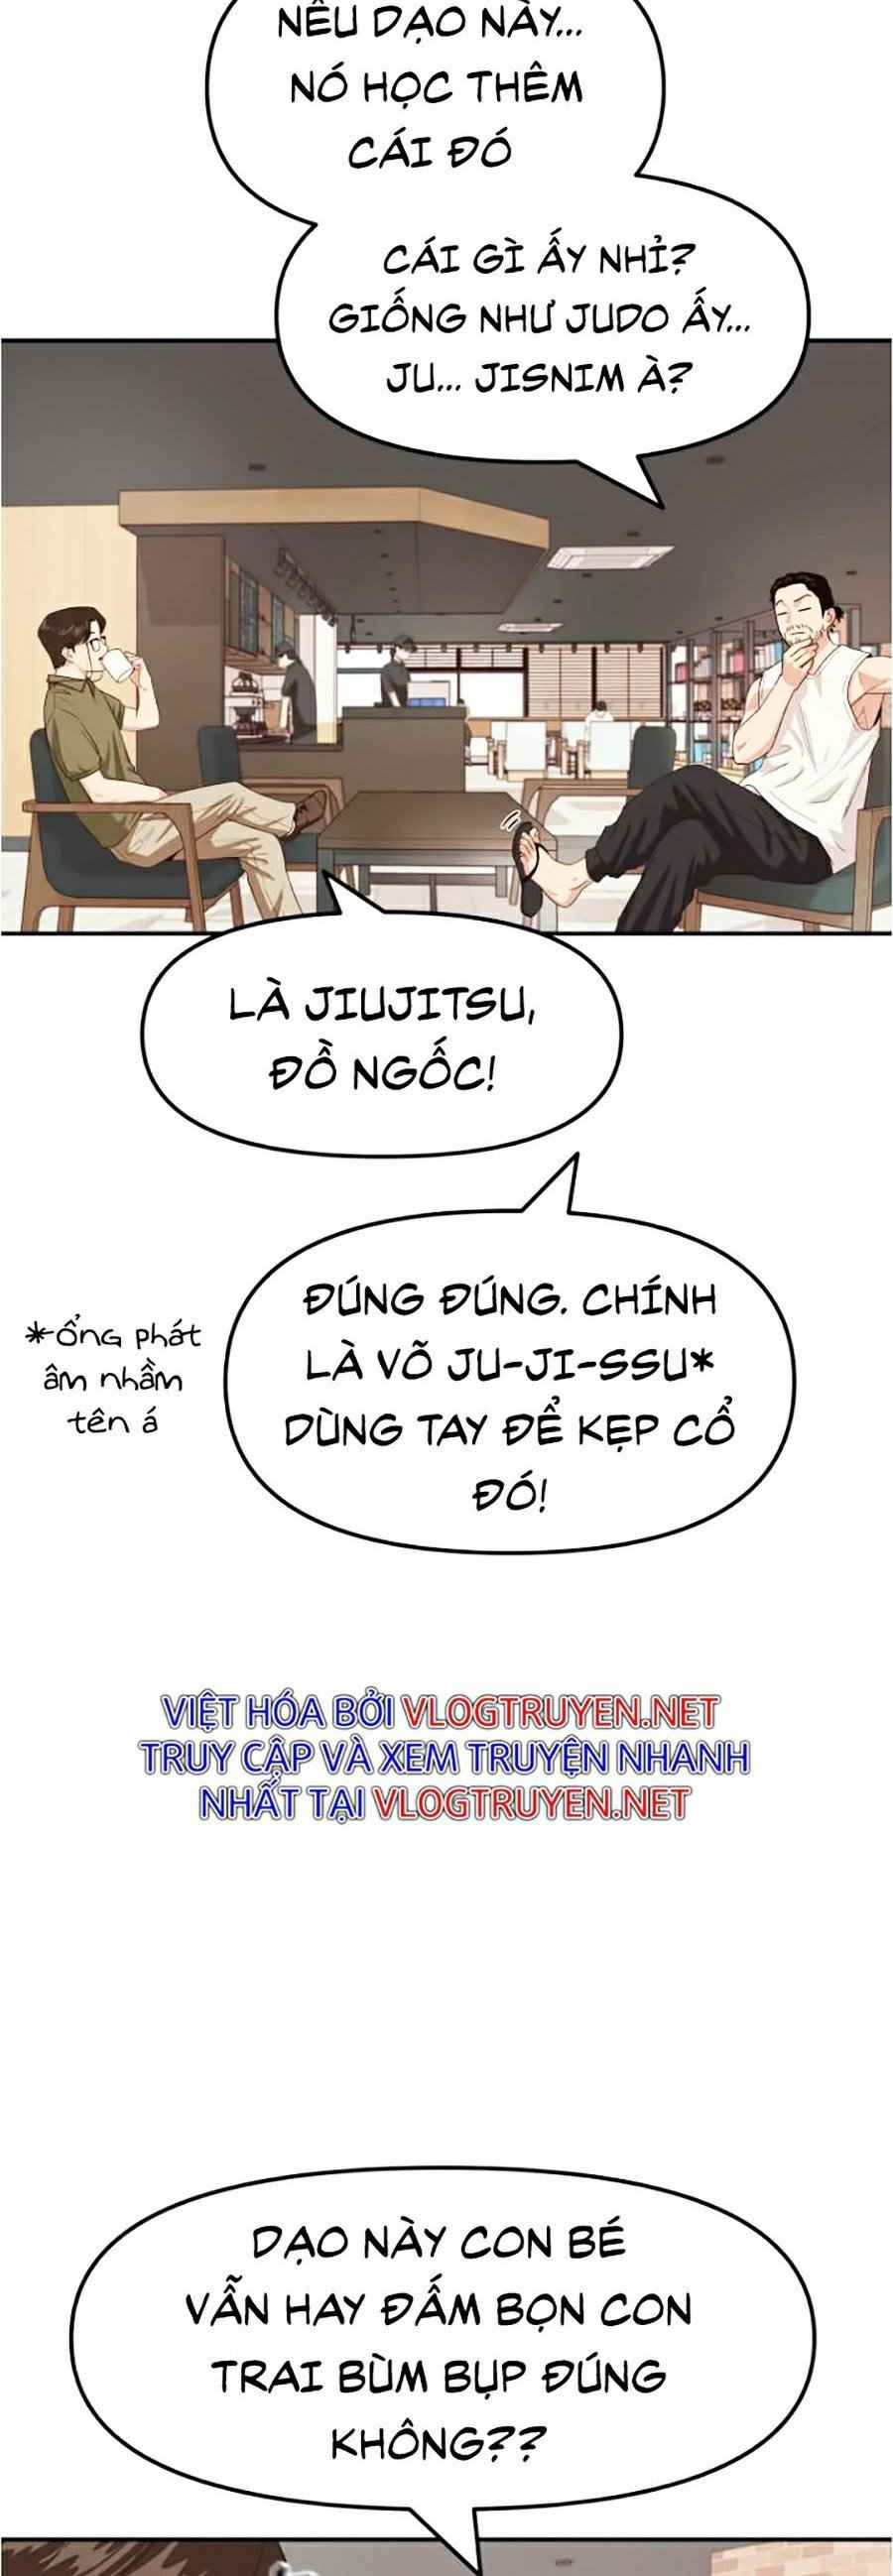 NẾU DẠO NÀY...
NÓ HỌC THÊM
CÁI ĐÓ
CÁI GÌ ẤY NHỈ?
GIỐNG NHƯ JUDO ẤY...
JU... JISNIM À?
LÀ JIUJITSU,
ĐỒ NGỐC!
ĐÚNG ĐÚNG. CHÍNH
LÀ VÕ JU-JI-SSU*
DÙNG TAY ĐỂ KẸP CỔ
ĐÓ!
*ổng phát
âm nhầm
tên á
VIỆT HÓA BỞI VLOGTRUYEN.NET
TRUY CẬP VÀ XEM TRUYỆN NHANH
NHẤT TẠI VLOGTRUYEN.NET
DẠO NÀY CON BÉ
VẪN HAY ĐẤM BỌN CON
TRAI BÙM BỤP ĐÚNG
KHÔNG??